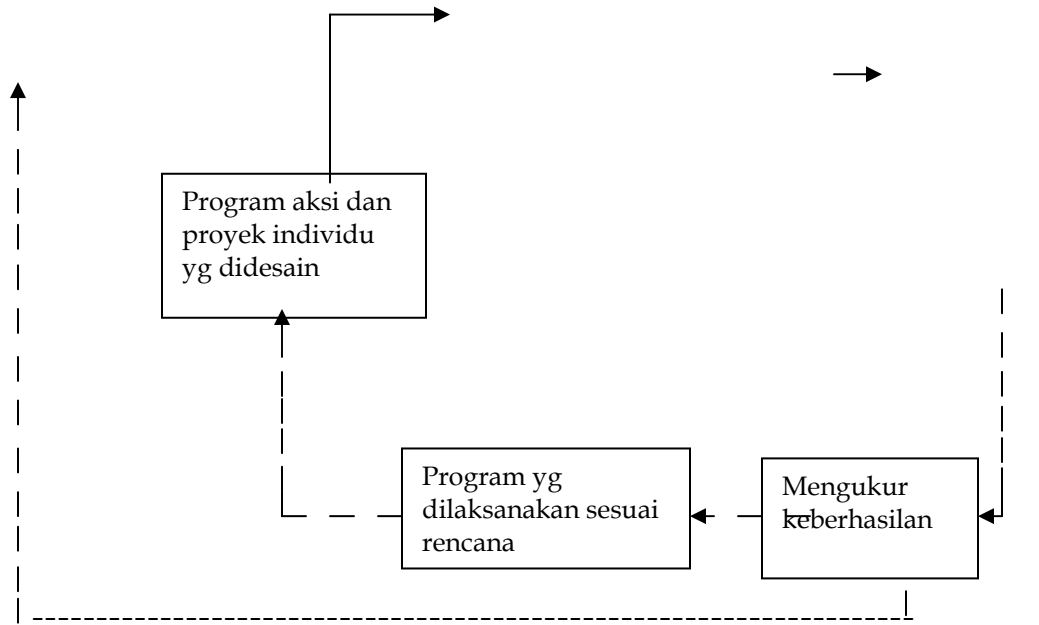 Program aksi dan
proyek individu
yg didesain
Program yg
dilaksanakan sesuai
rencana
Mengukur
keberhasilan